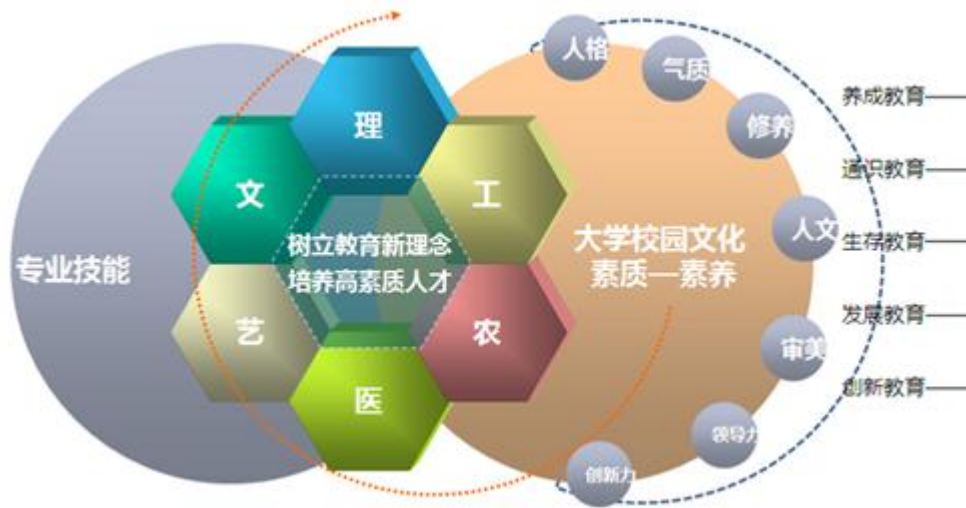 人格
气质
修养
人文
审美
领导力
创新力
理
文
工
艺
农
医
树立教育新理念
培养高素质人才
专业技能
大学校园文化
素质—素养
养成教育
通识教育
生存教育
发展教育
创新教育